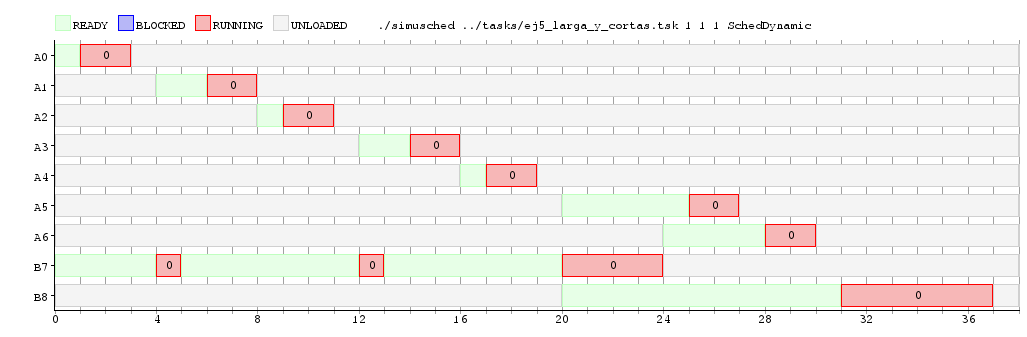 READY BLOCKED RUNNING UNLOADED ./simusched ../tasks/ej5_larga_y_cortas.tsk 1 1 1 SchedDynamic
A0 0
A1 0
A2 0
A3 0
A4 0
A5 0
A6 0
B7 0 0 0
B8 0
0 4 8 12 16 20 24 28 32 36